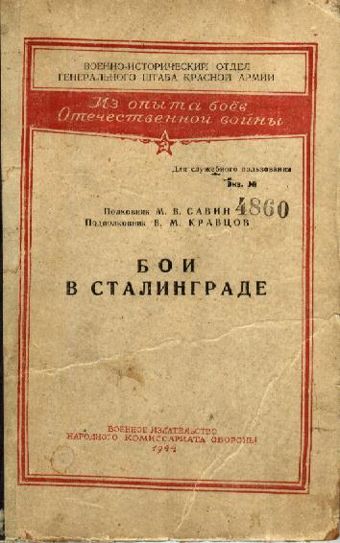 ВОЕННО-ИСТОРИЧЕСКИЙ ОТДЕЛ
ГЕНЕРАЛЬНОГО ШТАБА КРАСНОЙ АРМИИ
Из опыта боёв
Отечественной войны
Для служебного пользования
Экз. №
4860
Полковник М. В. САВИН
Подполковник В. М. КРАВЦОВ
БОИ
В СТАЛИНГРАДЕ
ВОЕННОЕ ИЗДАТЕЛЬСТВО
НАРОДНОГО КОМИССАРИАТА ОБОРОНЫ
1944